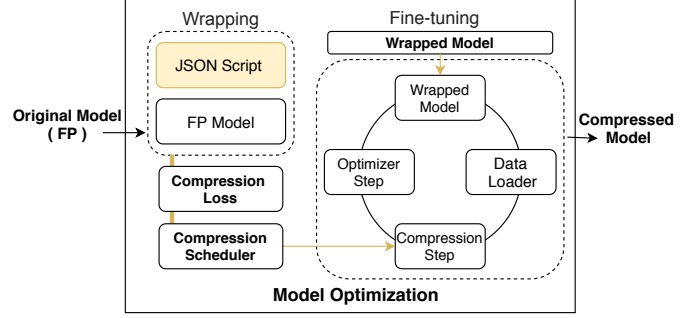 Wrapping
Fine-tuning
JSON Script
FP Model
Wrapped Model
Original Model
( FP )
Compression
Loss
Compression
Scheduler
Wrapped
Model
Optimizer
Step
Data
Loader
Compression
Step
Compressed
Model
Model Optimization